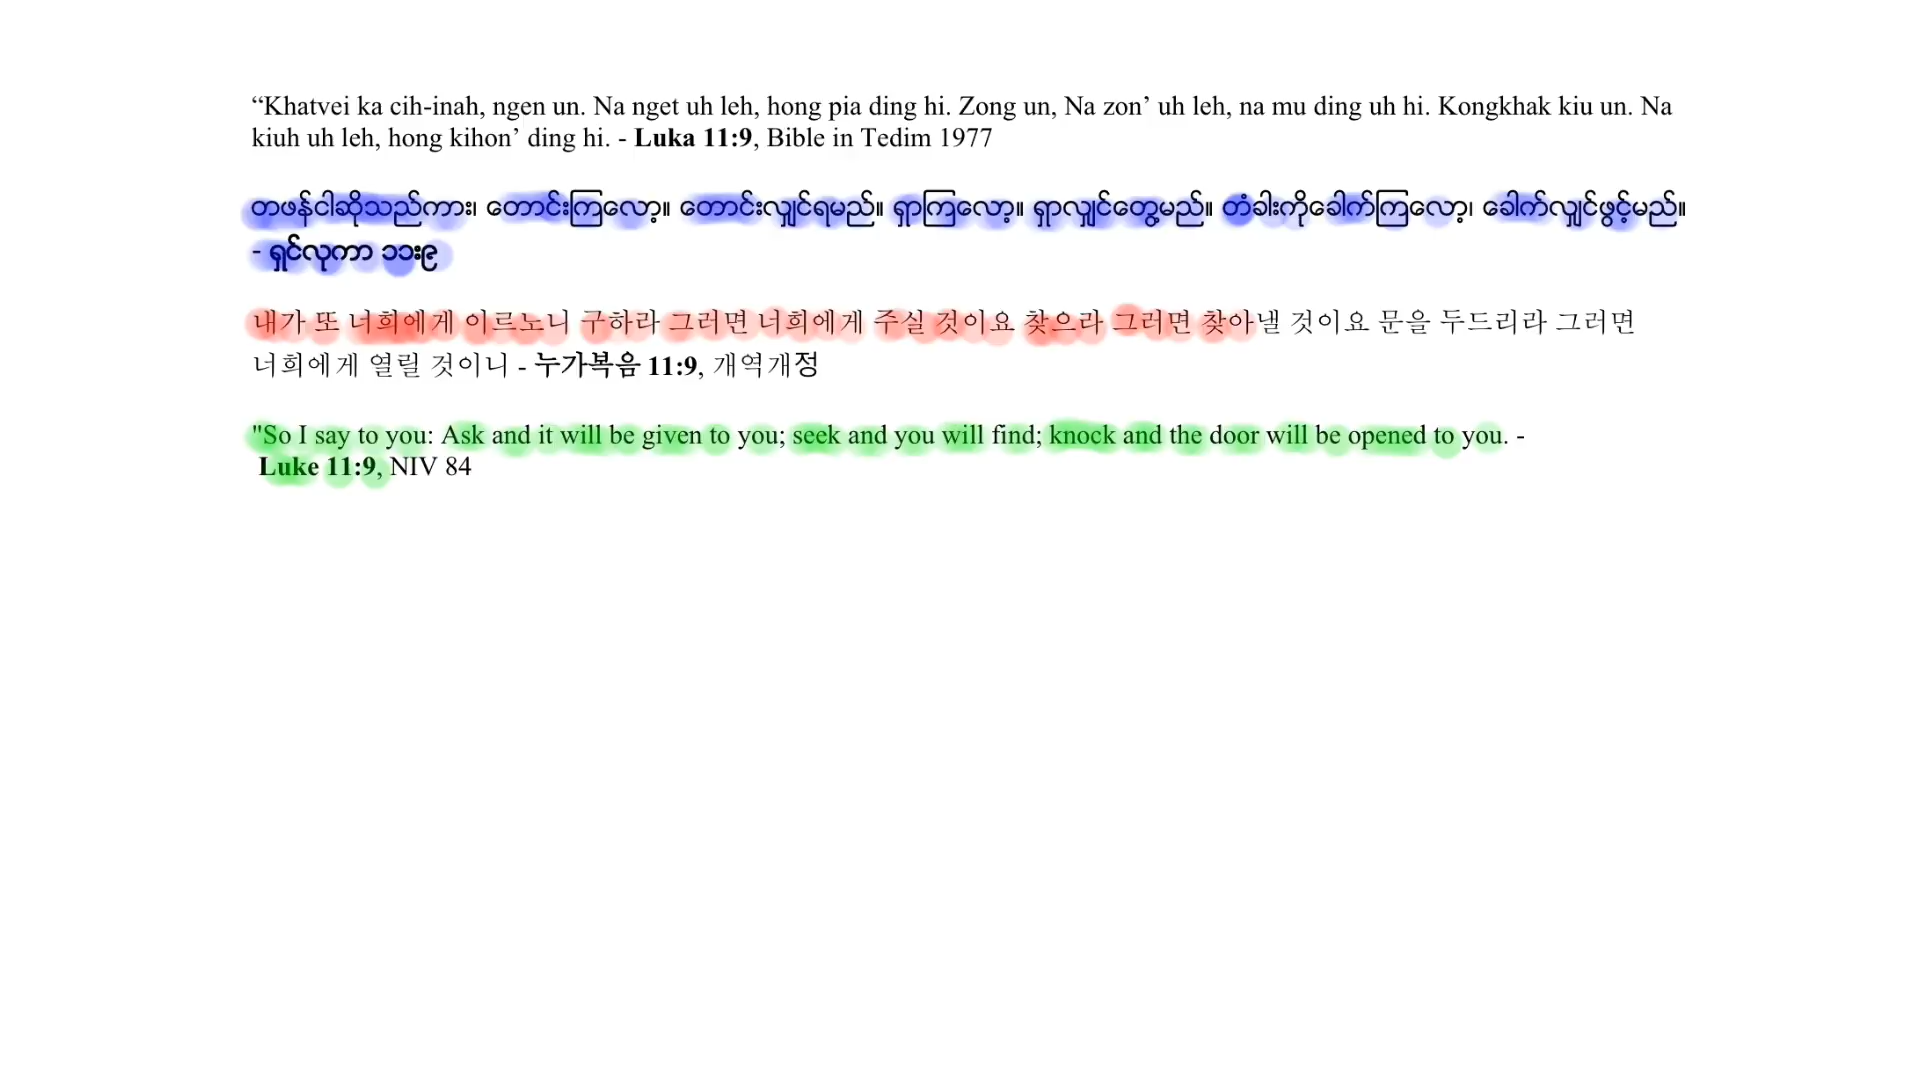 “Khatvei ka cih-inah, ngen un. Na nget uh leh, hong pia ding hi. Zong un, Na zon’ uh leh, na mu ding uh hi. Kongkhak kiu un. Na
kiuh uh leh, hong kihon’ ding hi. - Luka 11:9, Bible in Tedim 1977
တဖန်ငါဆိုသည်ကား၊ တောင်းကြလော့။ တောင်းလျှင်ရမည်။ ရှာကြလော့။ ရှာလျှင်တွေ့မည်။ တံခါးကိုခေါက်ကြလော့၊ ခေါက်လျှင်ဖွင့်မည်။
- ရှင်လုကာ ၁၁း၉
내가 또 너희에게 이르노니 구하라 그러면 너희에게 주실 것이요 찾으라 그러면 찾아낼 것이요 문을 두드리라 그러면
너희에게 열릴 것이니 - 누가복음 11:9, 개역개정
"So I say to you: Ask and it will be given to you; seek and you will find; knock and the door will be opened to you. -
Luke 11:9, NIV 84